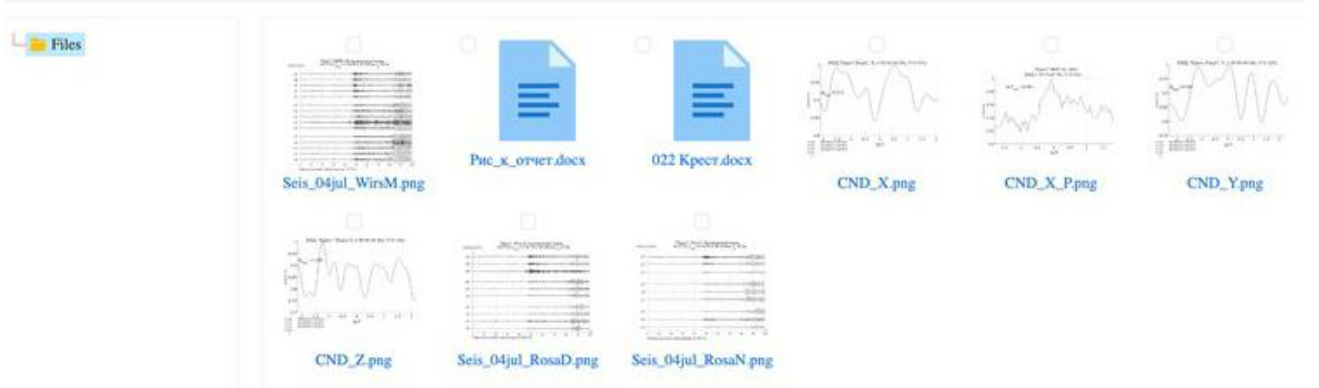 Files
Seis_04jul_WirsM.png
Рис_к_отчет.docx
022 Крест.docx
CND_X.png
CND_X_P.png
CND_Y.png
CND_Z.png
Seis_04jul_RosaD.png
Seis_04jul_RosaN.png